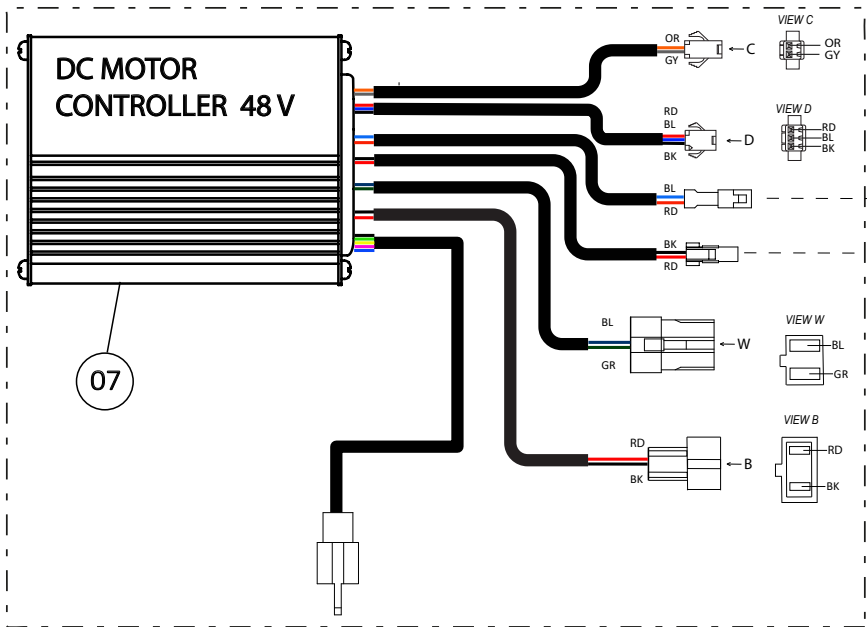 DC MOTOR
CONTROLLER 48 V
07
OR
GY
C
VIEW C
OR
GY
RD
BL
BK
D
VIEW D
RD
BL
BK
BL
RD
BK
RD
BL
GR
W
VIEW W
BL
GR
RD
BK
B
VIEW B
RD
BK